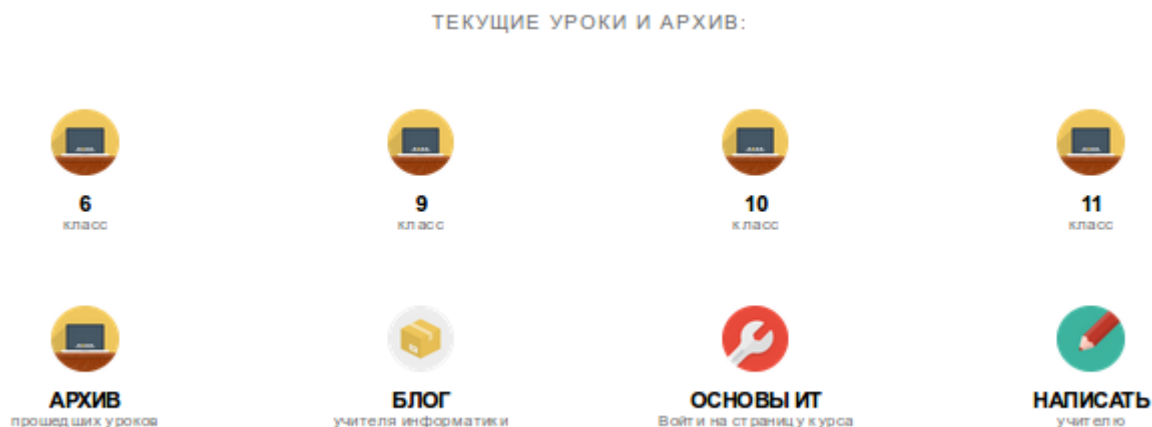 ТЕКУЩИЕ УРОКИ И АРХИВ:
6
класс
9
класс
10
класс
11
класс
АРХИВ
прошедших уроков
БЛОГ
учителя информатики
ОСНОВЫ ИТ
Войти на страницу курса
НАПИСАТЬ
учителю